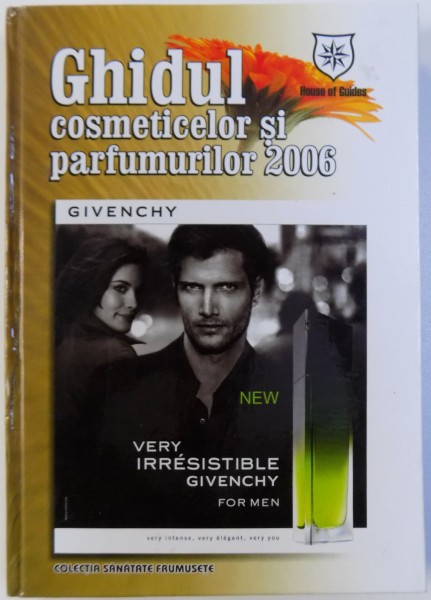 Ghidul
cosmeticelor și
parfumurilor 2006
House of Guides
GIVENCHY
NEW
VERY
IRRÉSISTIBLE
GIVENCHY
FOR MEN
very intense, very élégant, very you
COLECȚIA SĂNĂTATE FRUMUSEȚE